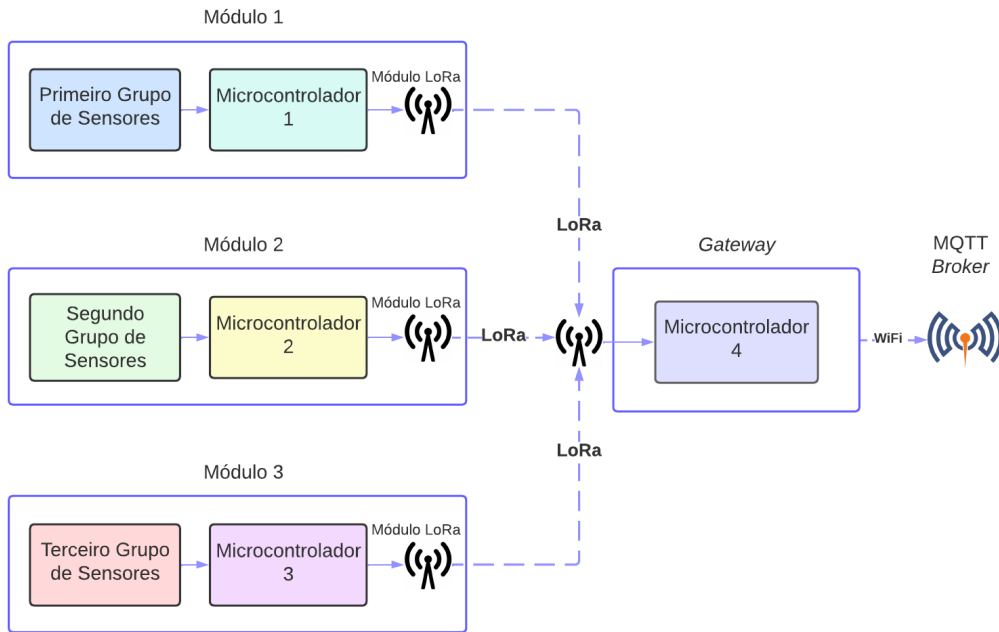 Módulo 1
Primeiro Grupo
de Sensores
Microcontrolador
1
Módulo LoRa
LoRa
Módulo 2
Segundo
Grupo de
Sensores
Microcontrolador
2
Módulo LoRa
LoRa
Gateway
Microcontrolador
4
WiFi
MQTT
Broker
LoRa
Módulo 3
Terceiro Grupo
de Sensores
Microcontrolador
3
Módulo LoRa